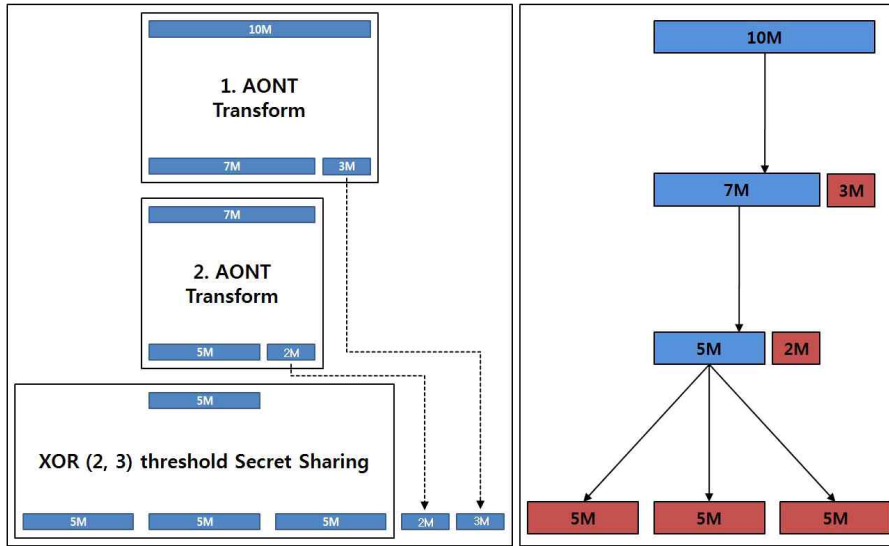 10M
1. AONT
Transform
7M
3M
7M
2. AONT
Transform
5M
2M
5M
XOR (2, 3) threshold Secret Sharing
5M
5M
5M
2M
3M
10M
7M
3M
5M
2M
5M
5M
5M